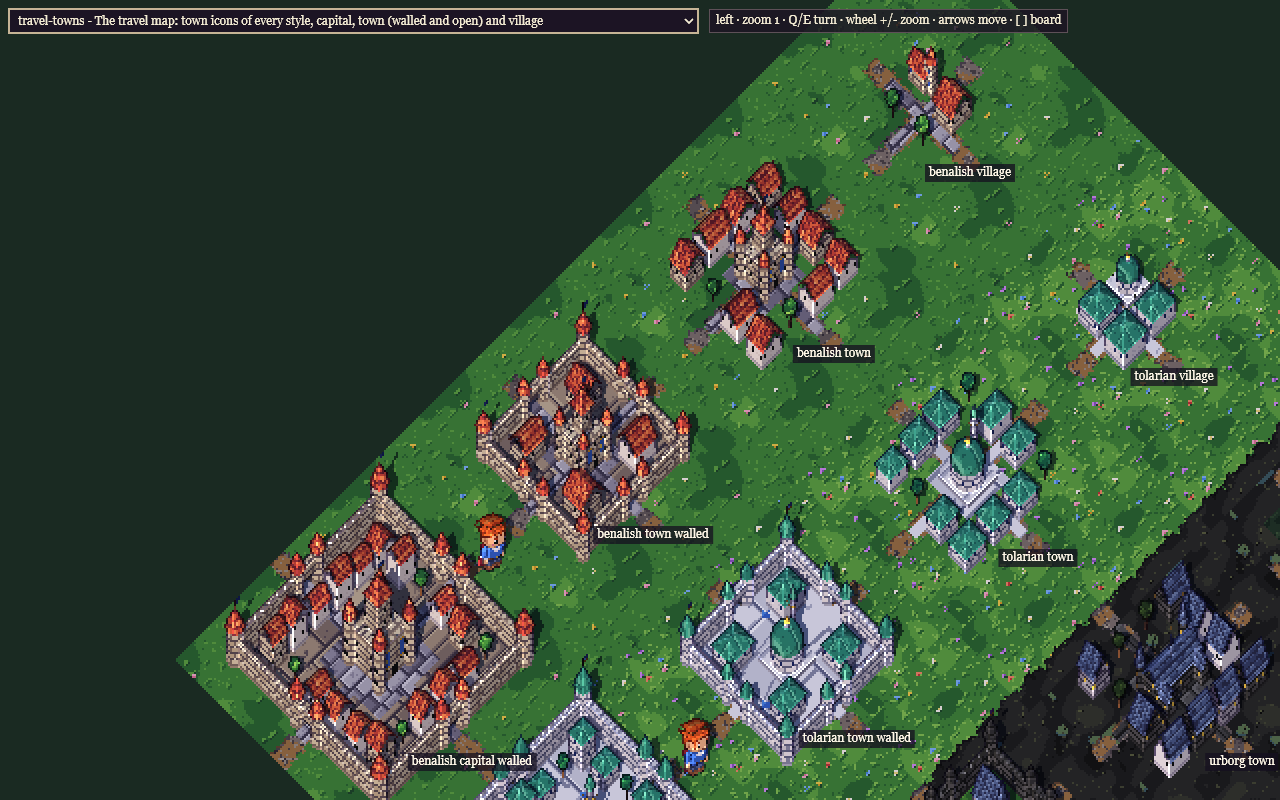 travel-towns - The travel map: town icons of every style, capital, town (walled and open) and village
left · zoom 1 · Q/E turn · wheel +/- zoom · arrows move · [ ] board
benalish village
benalish town
tolarian village
benalish town walled
tolarian town
tolarian town walled
benalish capital walled
urborg town